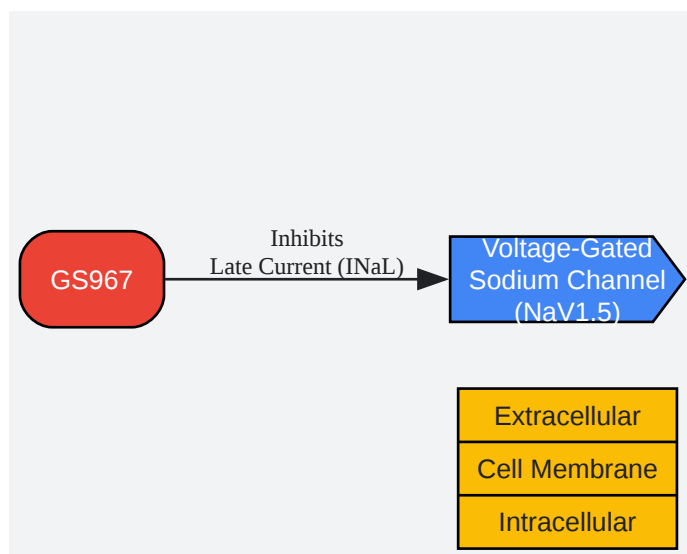 GS967
Inhibits
Late Current (INaL)
Voltage-Gated
Sodium Channel
(NaV1.5)
Extracellular
Cell Membrane
Intracellular